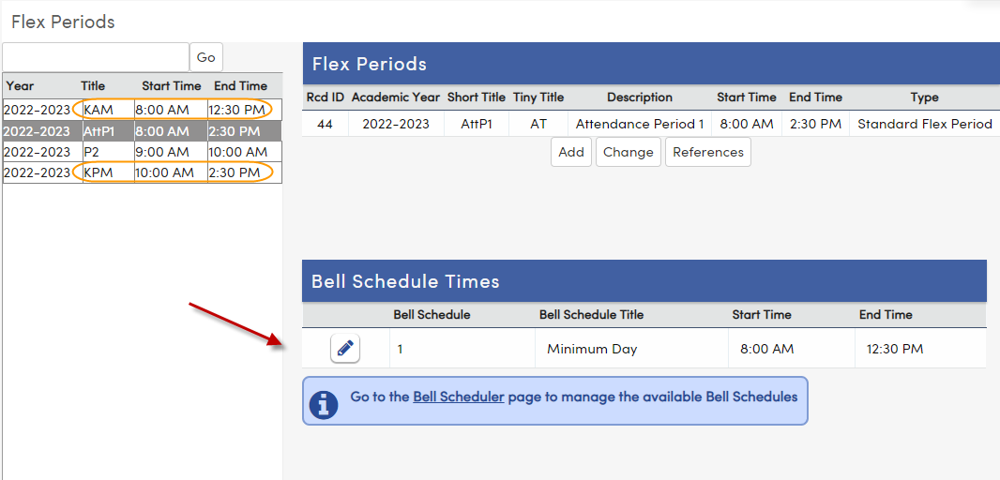 Flex Periods
Go
Year Title Start Time End Time
2022-2023 KAM 8:00 AM 12:30 PM
2022-2023 AttP1 8:00 AM 2:30 PM
2022-2023 P2 9:00 AM 10:00 AM
2022-2023 KPM 10:00 AM 2:30 PM
Flex Periods
Rcd ID Academic Year Short Title Tiny Title Description Start Time End Time Type
44 2022-2023 AttP1 AT Attendance Period 1 8:00 AM 2:30 PM Standard Flex Period
Add Change References
Bell Schedule Times
Bell Schedule Bell Schedule Title Start Time End Time
1 Minimum Day 8:00 AM 12:30 PM
Go to the Bell Scheduler page to manage the available Bell Schedules